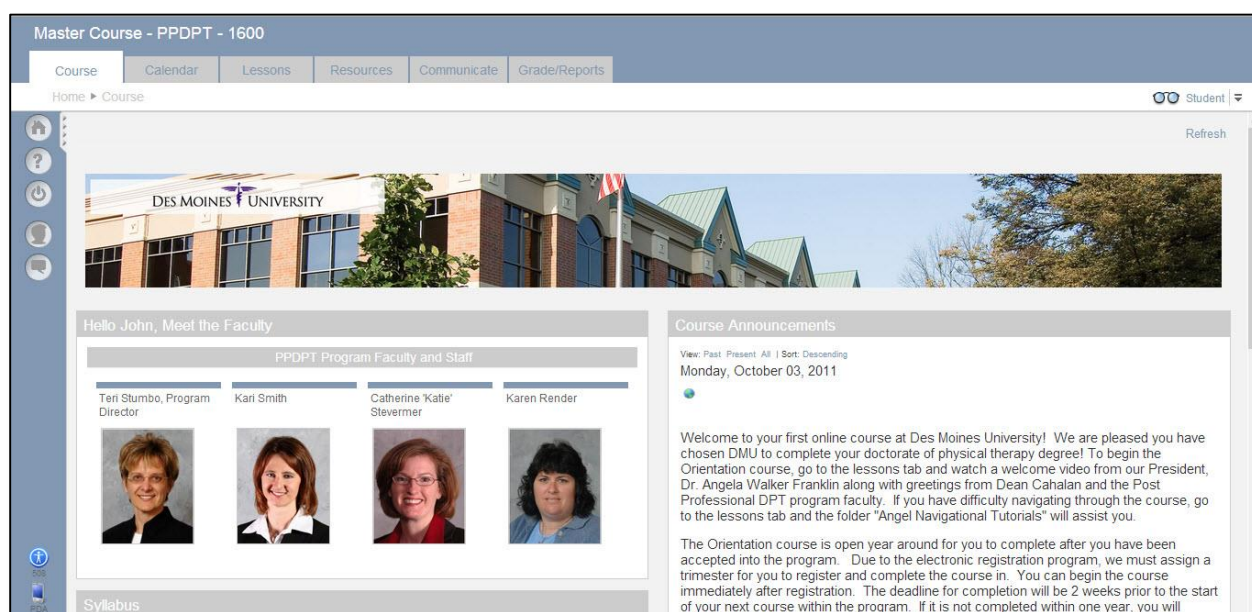 Master Course - PPDPT - 1600
Course
Calendar
Lessons
Resources
Communicate
Grade/Reports
Home ▸ Course
Student
Refresh
DES MOINES UNIVERSITY
Hello John, Meet the Faculty
PPDPT Program Faculty and Staff
Teri Stumbo, Program
Director
Kari Smith
Catherine 'Katie'
Stevermer
Karen Render
Syllabus
508
PDA
Course Announcements
View: Past Present All | Sort: Descending
Monday, October 03, 2011
Welcome to your first online course at Des Moines University! We are pleased you have
chosen DMU to complete your doctorate of physical therapy degree! To begin the
Orientation course, go to the lessons tab and watch a welcome video from our President,
Dr. Angela Walker Franklin along with greetings from Dean Cahalan and the Post
Professional DPT program faculty. If you have difficulty navigating through the course, go
to the lessons tab and the folder "Angel Navigational Tutorials" will assist you.
The Orientation course is open year around for you to complete after you have been
accepted into the program. Due to the electronic registration program, we must assign a
trimester for you to register and complete the course in. You can begin the course
immediately after registration. The deadline for completion will be 2 weeks prior to the start
of your next course within the program. If it is not completed within one year, you will